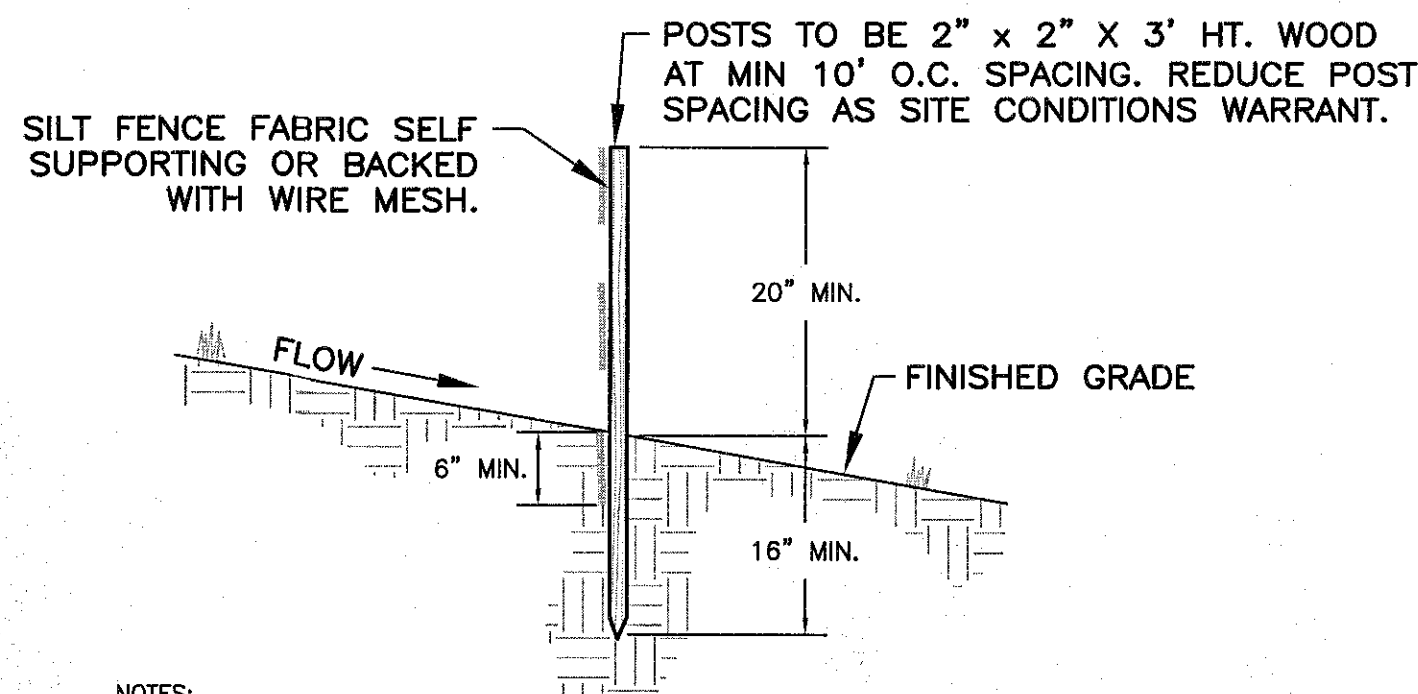 POSTS TO BE 2" x 2" X 3' HT. WOOD
AT MIN 10' O.C. SPACING. REDUCE POST
SPACING AS SITE CONDITIONS WARRANT.
SILT FENCE FABRIC SELF
SUPPORTING OR BACKED
WITH WIRE MESH.
20" MIN.
FLOW
FINISHED GRADE
6" MIN.
16" MIN.
NOTES: